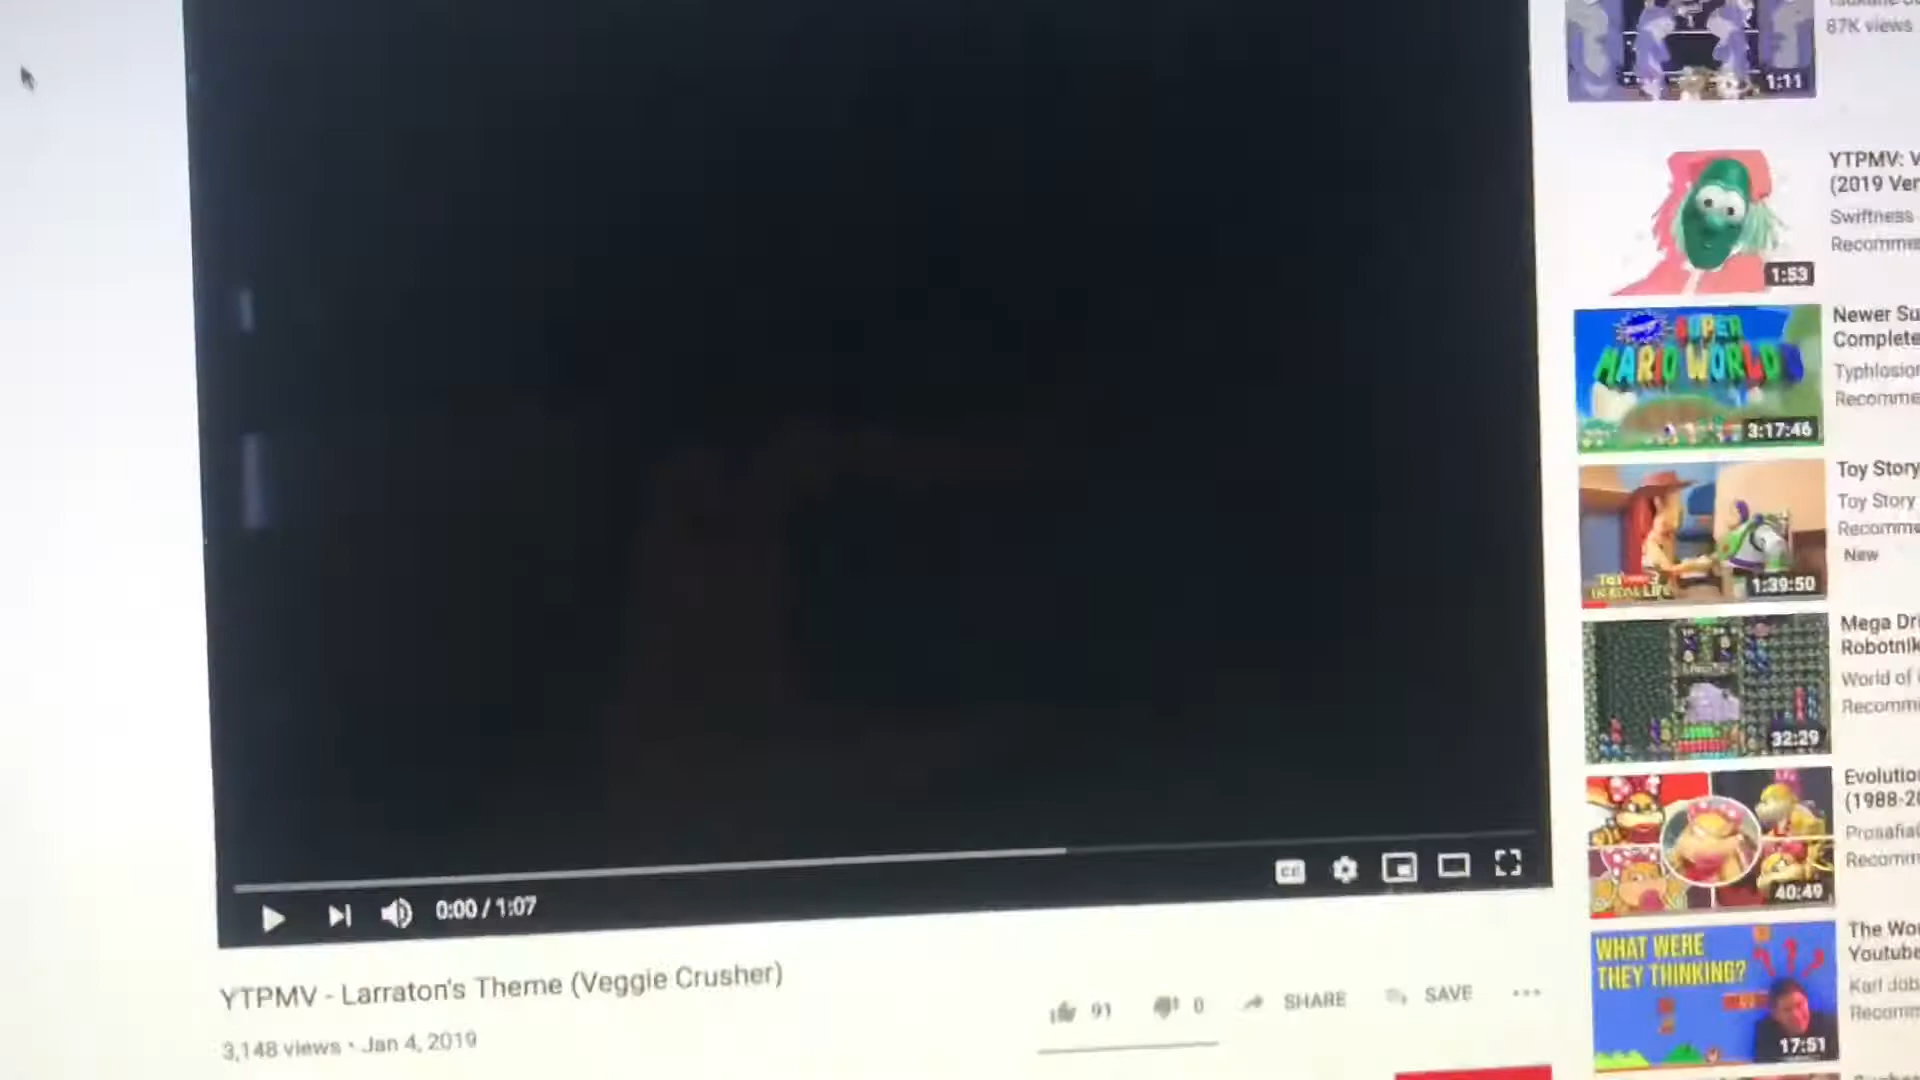 87K views
1:11
YTPMV: V
(2019 Ver
Swiftness
Recomme
1:53
Newer Su
Complete
Typhlosion
Recomme
SUPER
MARIO WORLD
3:17:46
Toy Story
Toy Story
Recomme
New
1:39:50
Mega Dri
Robotnik
World of
Recomm
32:29
Evolution
(1988-20
Recomm
40:49
WHAT WERE
THEY THINKING?
17:51
The Wor
Youtube
Karl Job
Recomm
CC
0:00 / 1:07
YTPMV - Larraton's Theme (Veggie Crusher)
3,148 views • Jan 4, 2019
91
0
SHARE
SAVE